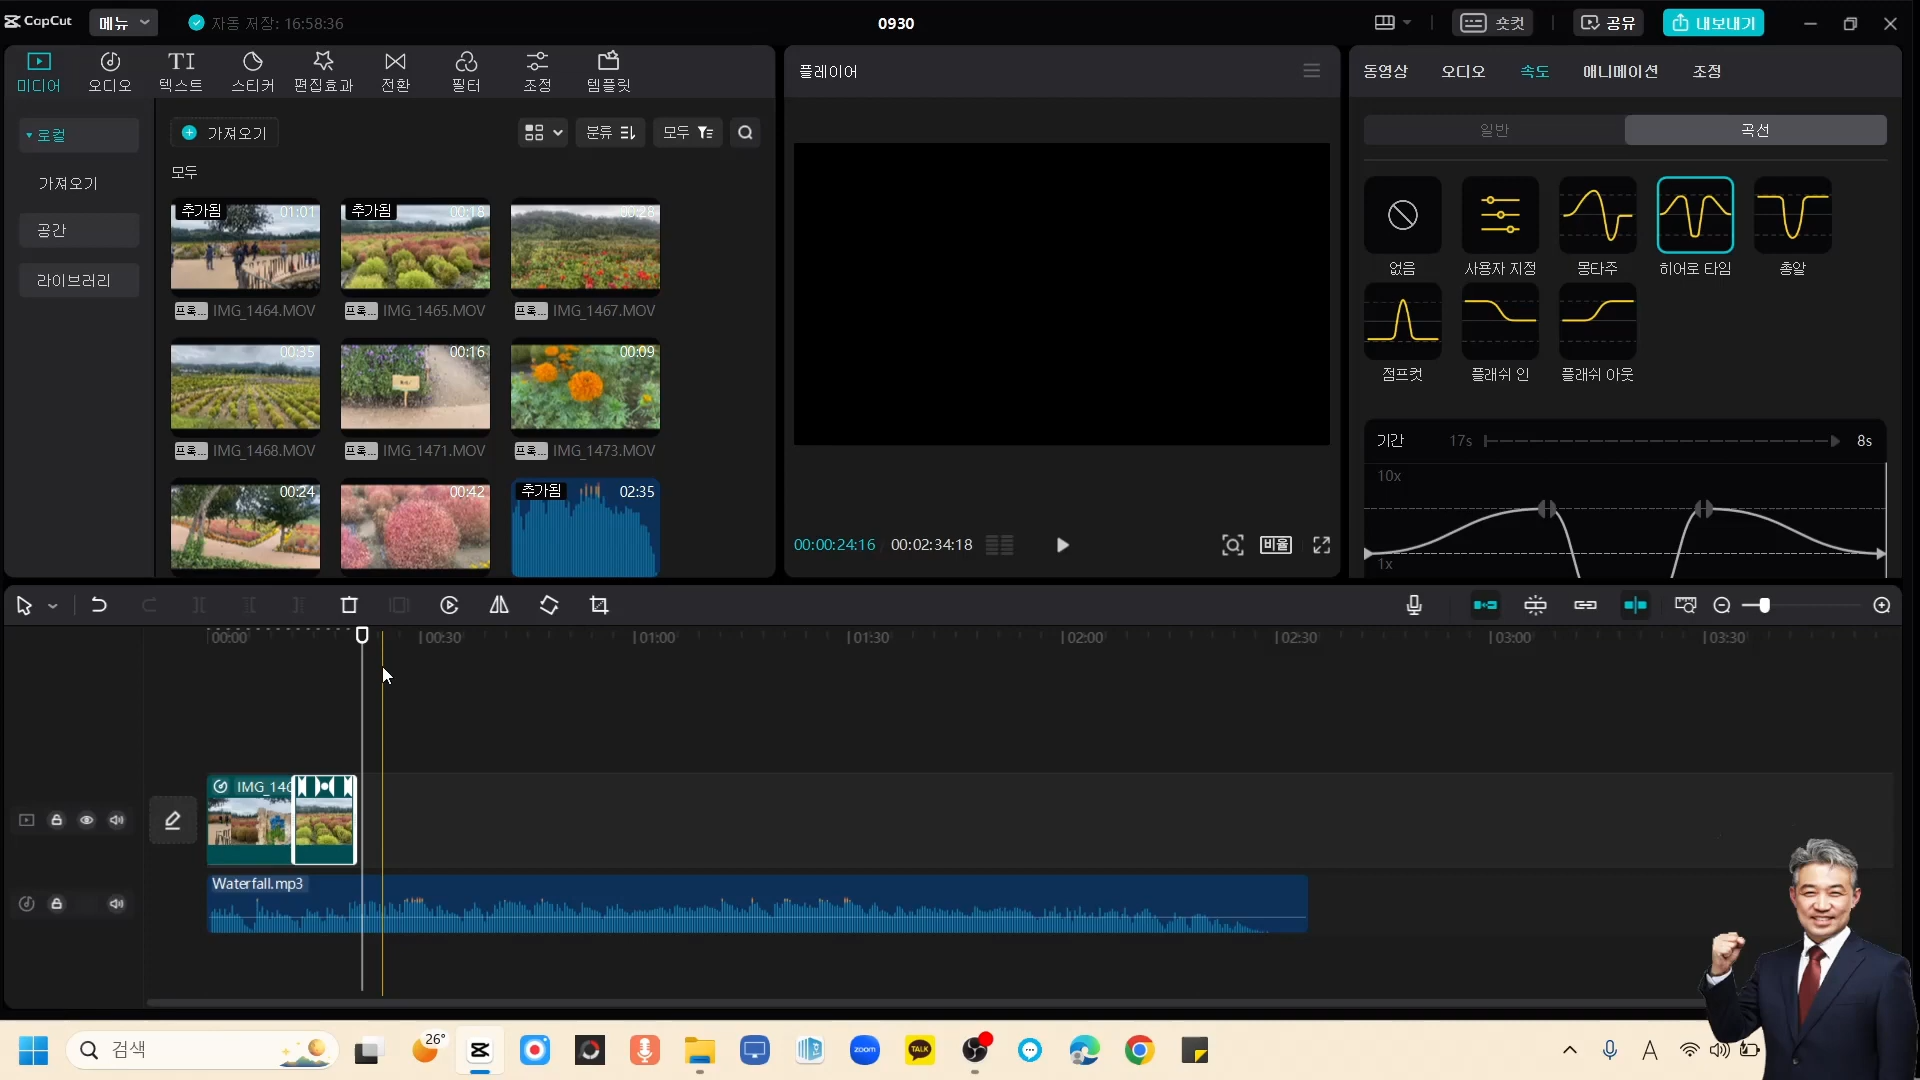 CapCut
메뉴
자동 저장: 16:58:36
0930
숏컷
공유
내보내기
미디어
오디오
텍스트
스티커
편집효과
전환
필터
조정
템플릿
로컬
가져오기
공간
라이브러리
가져오기
분류
모두
모두
추가됨
01:01
추가됨
00:18
00:28
프록...
IMG_1464.MOV
프록...
IMG_1465.MOV
프록...
IMG_1467.MOV
00:35
00:16
00:09
프록...
IMG_1468.MOV
프록...
IMG_1471.MOV
프록...
IMG_1473.MOV
00:24
00:42
추가됨
02:35
플레이어
00:00:24:16
00:02:34:18
비율
동영상
오디오
속도
애니메이션
조정
일반
곡선
없음
사용자 지정
몽타주
히어로 타임
총알
점프컷
플래쉬 인
플래쉬 아웃
기간
17s
8s
10x
1x
00:00
00:30
01:00
01:30
02:00
02:30
03:00
03:30
IMG_146
Waterfall.mp3
검색
26°
zoom
TALK
A